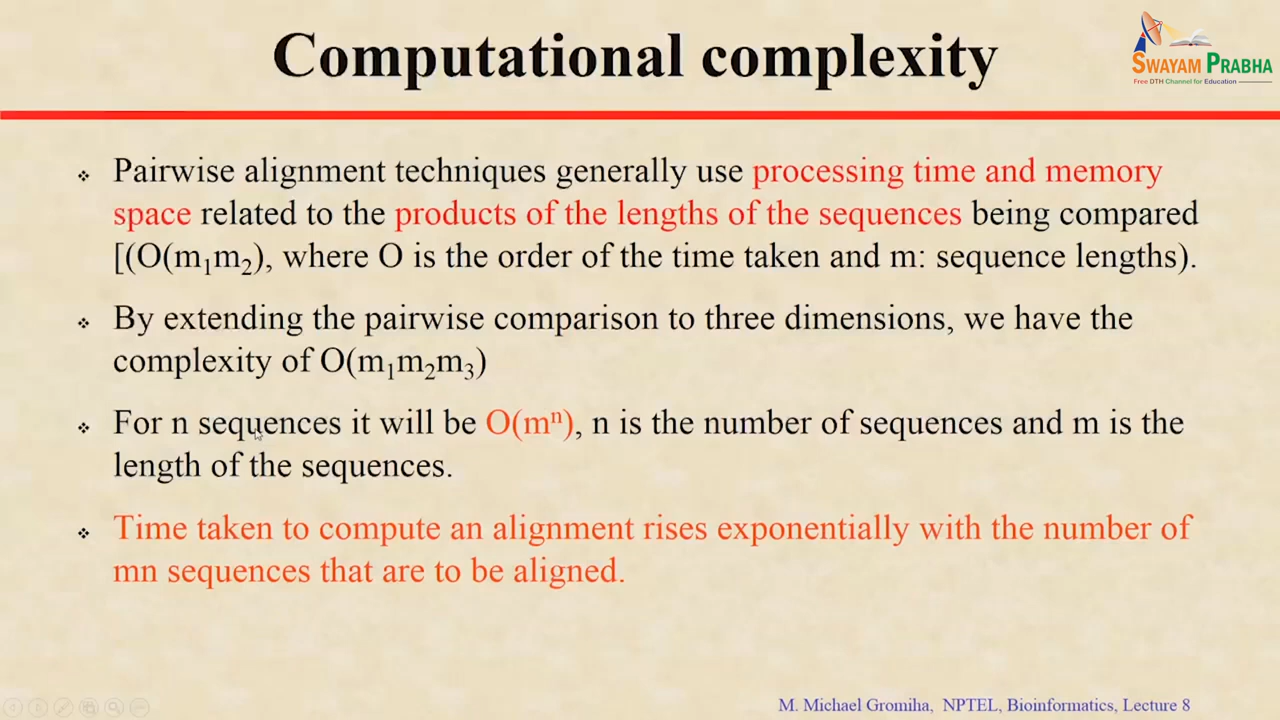 Computational complexity
SWAYAM PRABHA
Free DTH Channel for Education
❖ Pairwise alignment techniques generally use processing time and memory
space related to the products of the lengths of the sequences being compared
[(O(m₁m₂), where O is the order of the time taken and m: sequence lengths).
❖ By extending the pairwise comparison to three dimensions, we have the
complexity of O(m₁m₂m₃)
❖ For n sequences it will be O(mⁿ), n is the number of sequences and m is the
length of the sequences.
❖ Time taken to compute an alignment rises exponentially with the number of
mn sequences that are to be aligned.
M. Michael Gromiha, NPTEL, Bioinformatics, Lecture 8